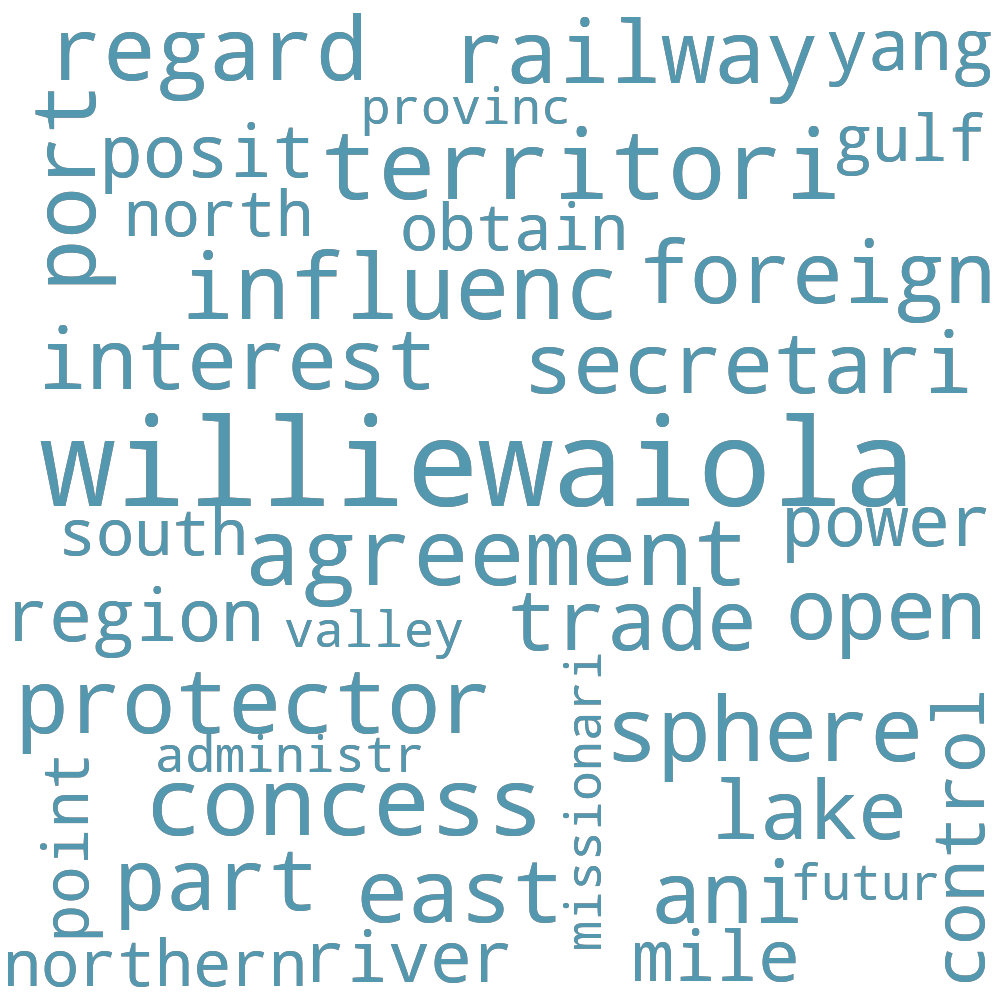 regard railway yang
port provinc
posit territori gulf
north obtain
influenc foreign
interest secretari
williewaiola
south agreement power
region valley trade open
protector missionari sphere control
point administr
concess lake
part east ani futur
northern river mile